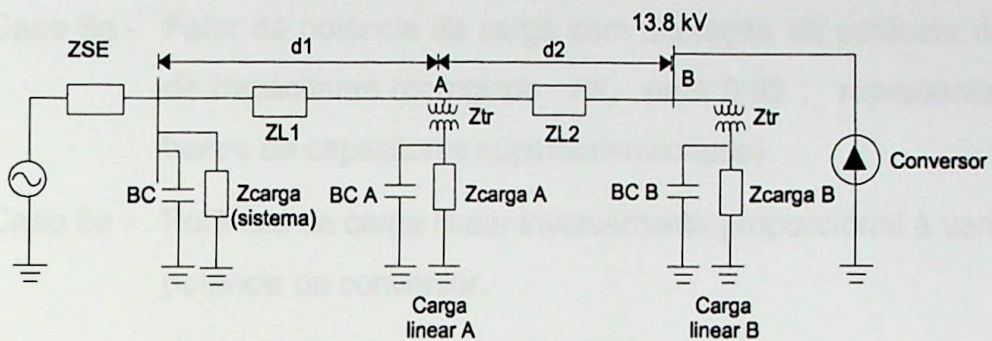 13.8 kV
ZSE
d1
d2
A
B
ZL1
Ztr
ZL2
Ztr
Conversor
BC
Zcarga
(sistema)
BC A
Zcarga A
BC B
Zcarga B
Carga
linear A
Carga
linear B